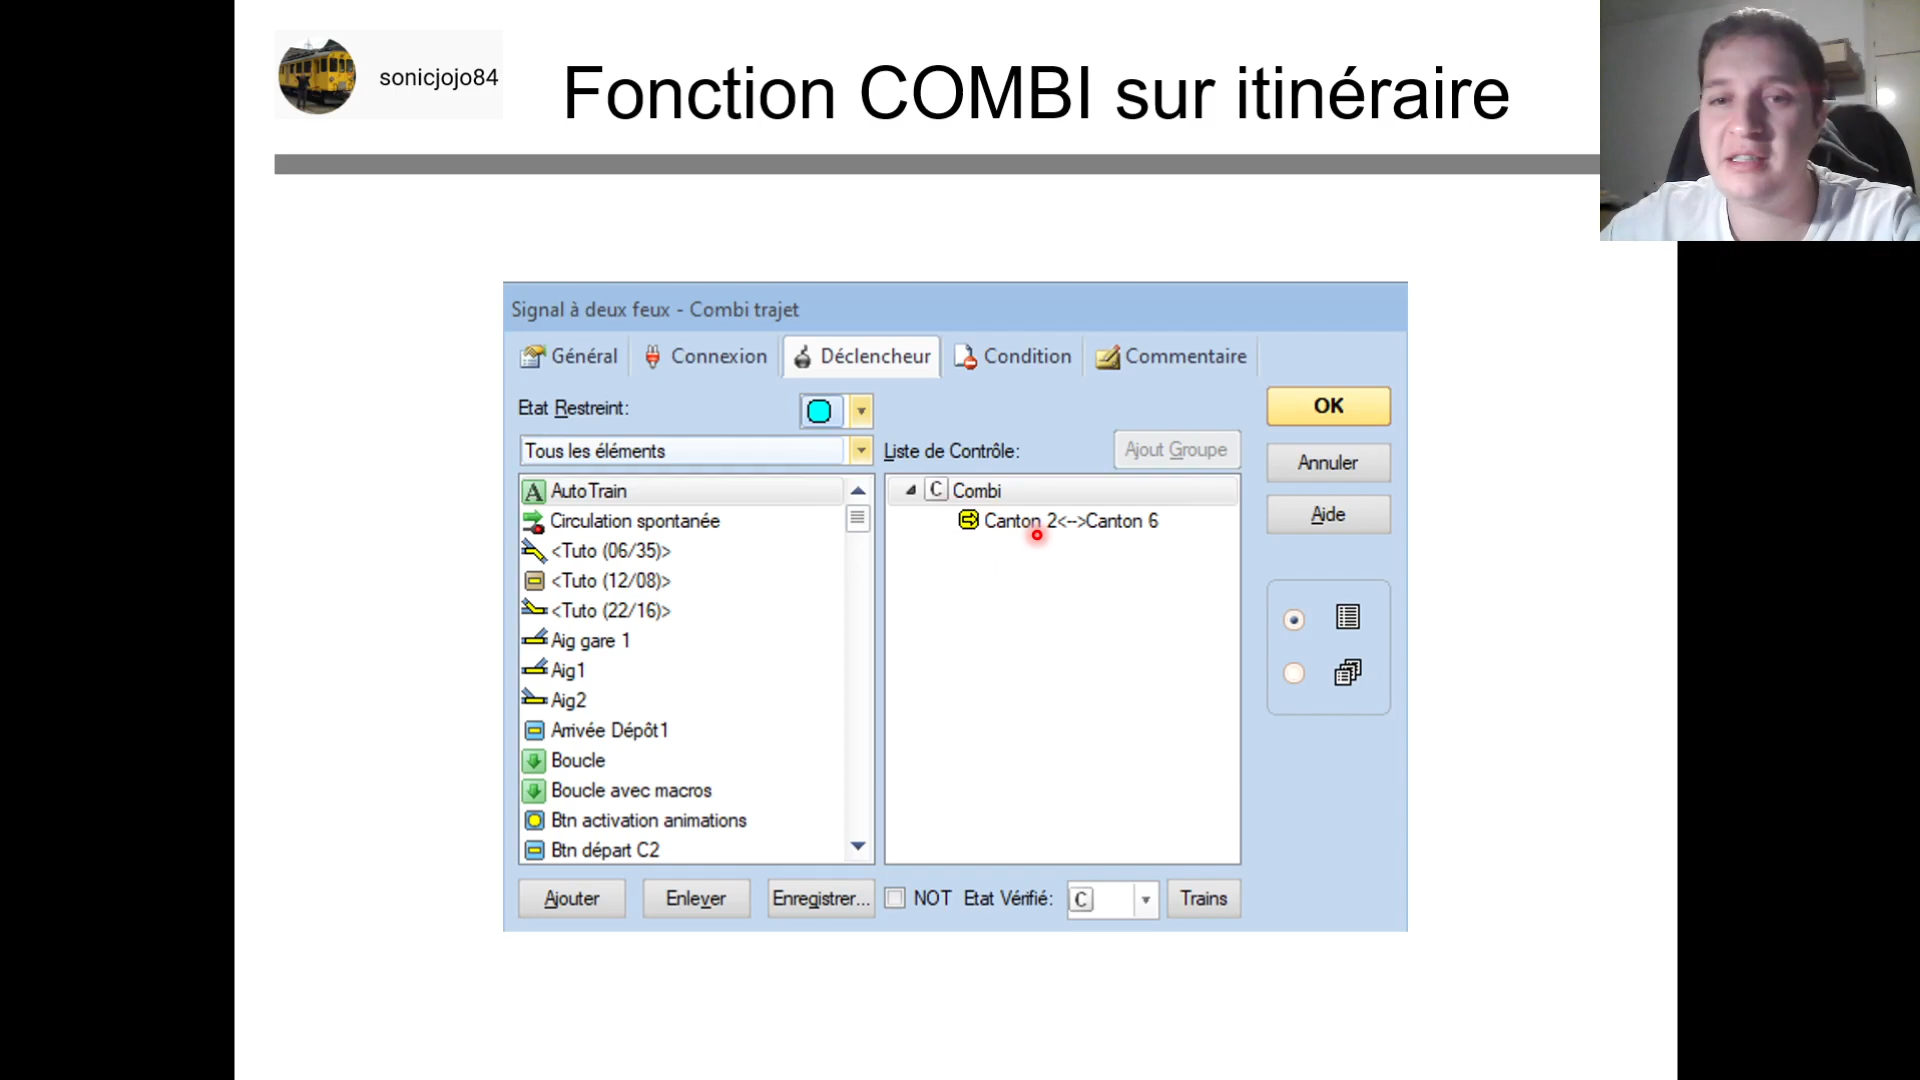 sonicjojo84
Fonction COMBI sur itinéraire
Signal à deux feux - Combi trajet
Général
Connexion
Déclencheur
Condition
Commentaire
Etat Restreint:
Tous les éléments
Liste de Contrôle:
Ajout Groupe
AutoTrain
Circulation spontanée
<Tuto (06/35)>
<Tuto (12/08)>
<Tuto (22/16)>
Aig gare 1
Aig1
Aig2
Arrivée Dépôt1
Boucle
Boucle avec macros
Btn activation animations
Btn départ C2
C Combi
Canton 2<-->Canton 6
OK
Annuler
Aide
Ajouter
Enlever
Enregistrer...
NOT
Etat Vérifié:
C
Trains